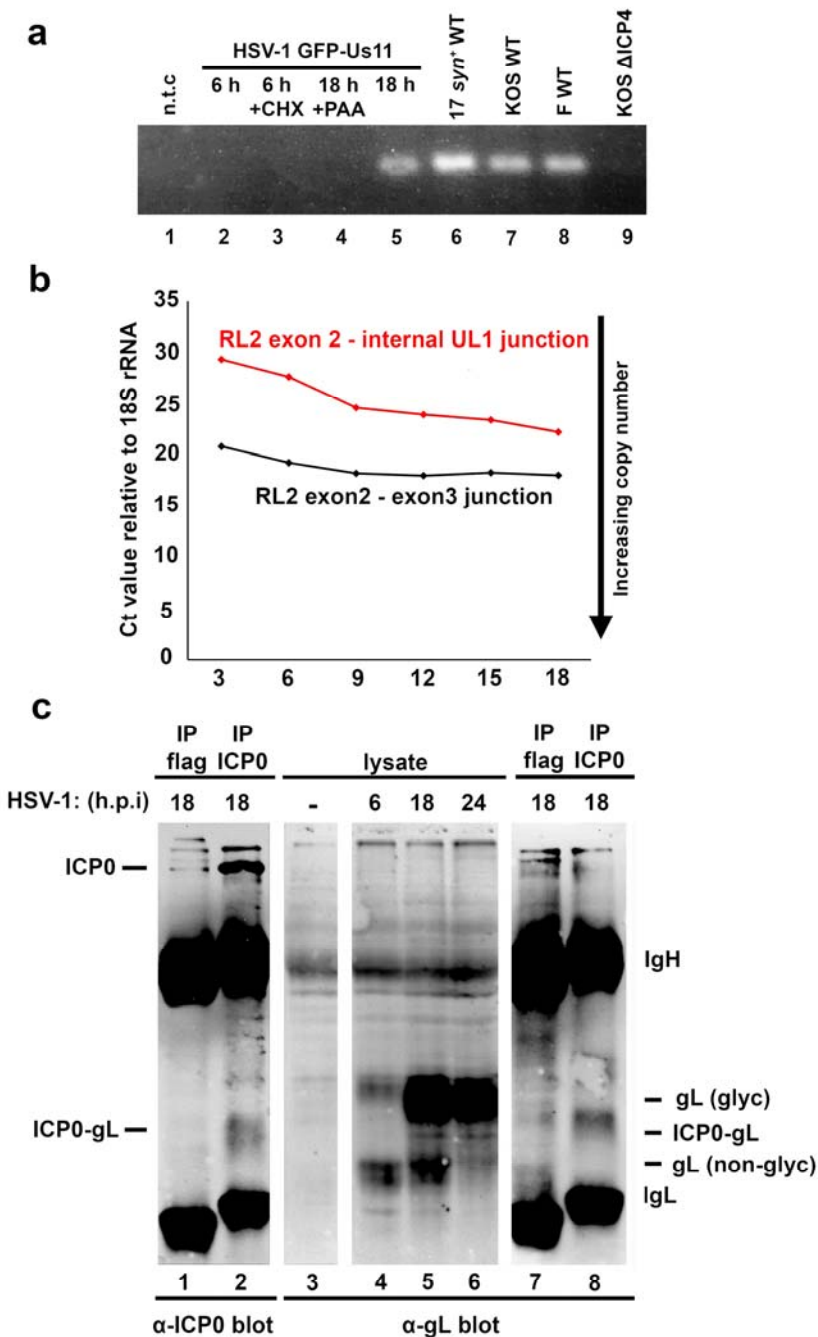 a
HSV-1 GFP-Us11
n.t.c
6 h
6 h
+CHX
18 h
+PAA
18 h
17 syn+ WT
KOS WT
F WT
KOS ΔICP4
1 2 3 4 5 6 7 8 9
b
Ct value relative to 18S rRNA
35
30
25
20
15
10
5
0
RL2 exon 2 - internal UL1 junction
RL2 exon2 - exon3 junction
Increasing copy number
3 6 9 12 15 18
c
IP flag
IP ICP0
lysate
IP flag
IP ICP0
HSV-1: (h.p.i) 18 18 - 6 18 24 18 18
ICP0
ICP0-gL
IgH
gL (glyc)
ICP0-gL
gL (non-glyc)
IgL
1 2 3 4 5 6 7 8
α-ICP0 blot
α-gL blot